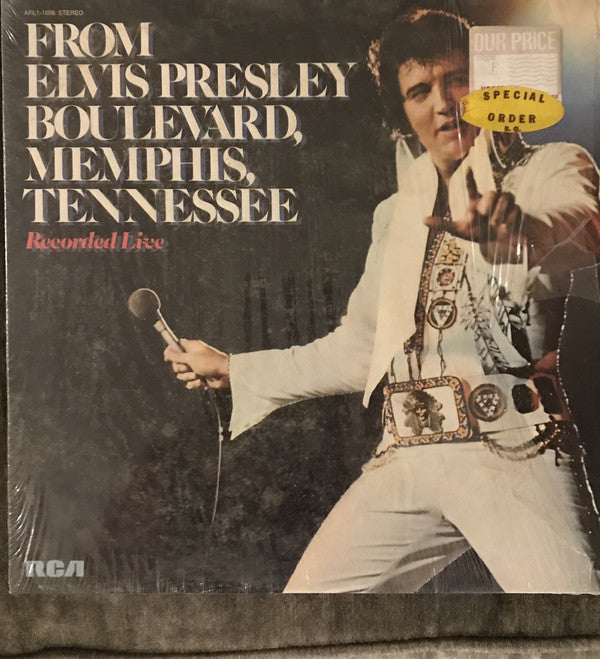 APL1-1506 STEREO
FROM
ELVIS PRESLEY
BOULEVARD,
MEMPHIS,
TENNESSEE
Recorded Live
OUR PRICE
SPECIAL
ORDER
S.O.
RCA